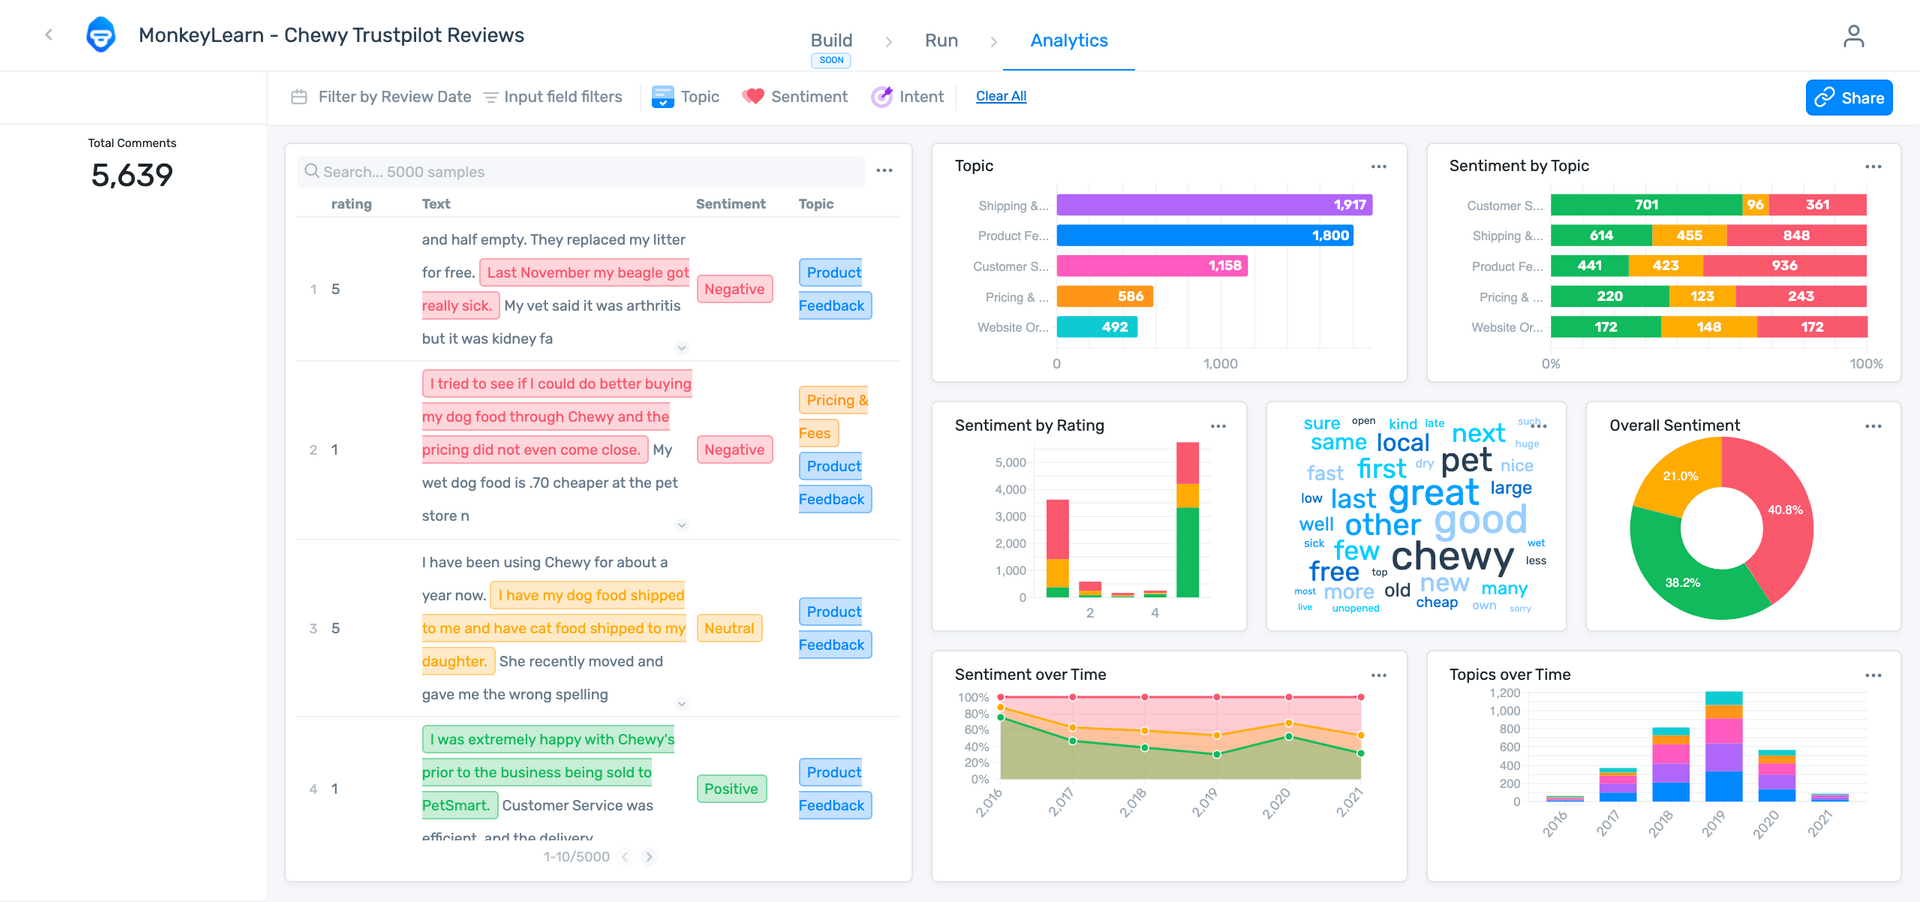 MonkeyLearn - Chewy Trustpilot Reviews
Build
SOON
Run
Analytics
Filter by Review Date
Input field filters
Topic
Sentiment
Intent
Clear All
Share
Total Comments
5,639
Search... 5000 samples
rating Text Sentiment Topic
and half empty. They replaced my litter
for free. Last November my beagle got
really sick. My vet said it was arthritis
but it was kidney fa
1 5
Negative
Product
Feedback
I tried to see if I could do better buying
my dog food through Chewy and the
pricing did not even come close. My
wet dog food is .70 cheaper at the pet
store n
2 1
Negative
Pricing &
Fees
Product
Feedback
I have been using Chewy for about a
year now. I have my dog food shipped
to me and have cat food shipped to my
daughter. She recently moved and
gave me the wrong spelling
3 5
Neutral
Product
Feedback
I was extremely happy with Chewy's
prior to the business being sold to
PetSmart. Customer Service was
efficient, and the delivery
4 1
Positive
Product
Feedback
1-10/5000
Topic
Shipping &... 1,917
Product Fe... 1,800
Customer S... 1,158
Pricing & ... 586
Website Or... 492
0 1,000
Sentiment by Topic
Customer S... 701 96 361
Shipping &... 614 455 848
Product Fe... 441 423 936
Pricing & ... 220 123 243
Website Or... 172 148 172
0% 100%
Sentiment by Rating
5,000
4,000
3,000
2,000
1,000
0
2 4
sure open kind late such
same local next huge
fast first dry pet nice
low last great large
well other good
sick few chewy wet
free top less
most more old new many
live unopened cheap own sorry
Overall Sentiment
21.0%
40.8%
38.2%
Sentiment over Time
100%
80%
60%
40%
20%
0%
2,016 2,017 2,018 2,019 2,020 2,021
Topics over Time
1,200
1,000
800
600
400
200
0
2016 2017 2018 2019 2020 2021